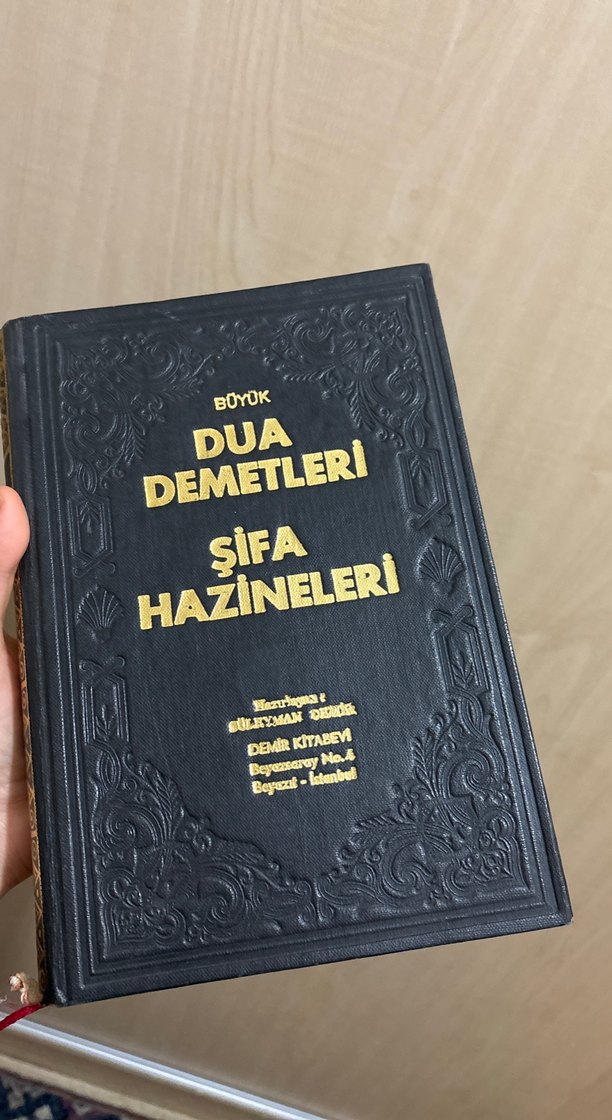 BÜYÜK
DUA
DEMETLERİ
ŞİFA
HAZİNELERİ
Hazırlayan :
SÜLEYMAN DEMİR
DEMİR KİTABEVİ
Beyazsaray No. 4
Beyazıt - İstanbul